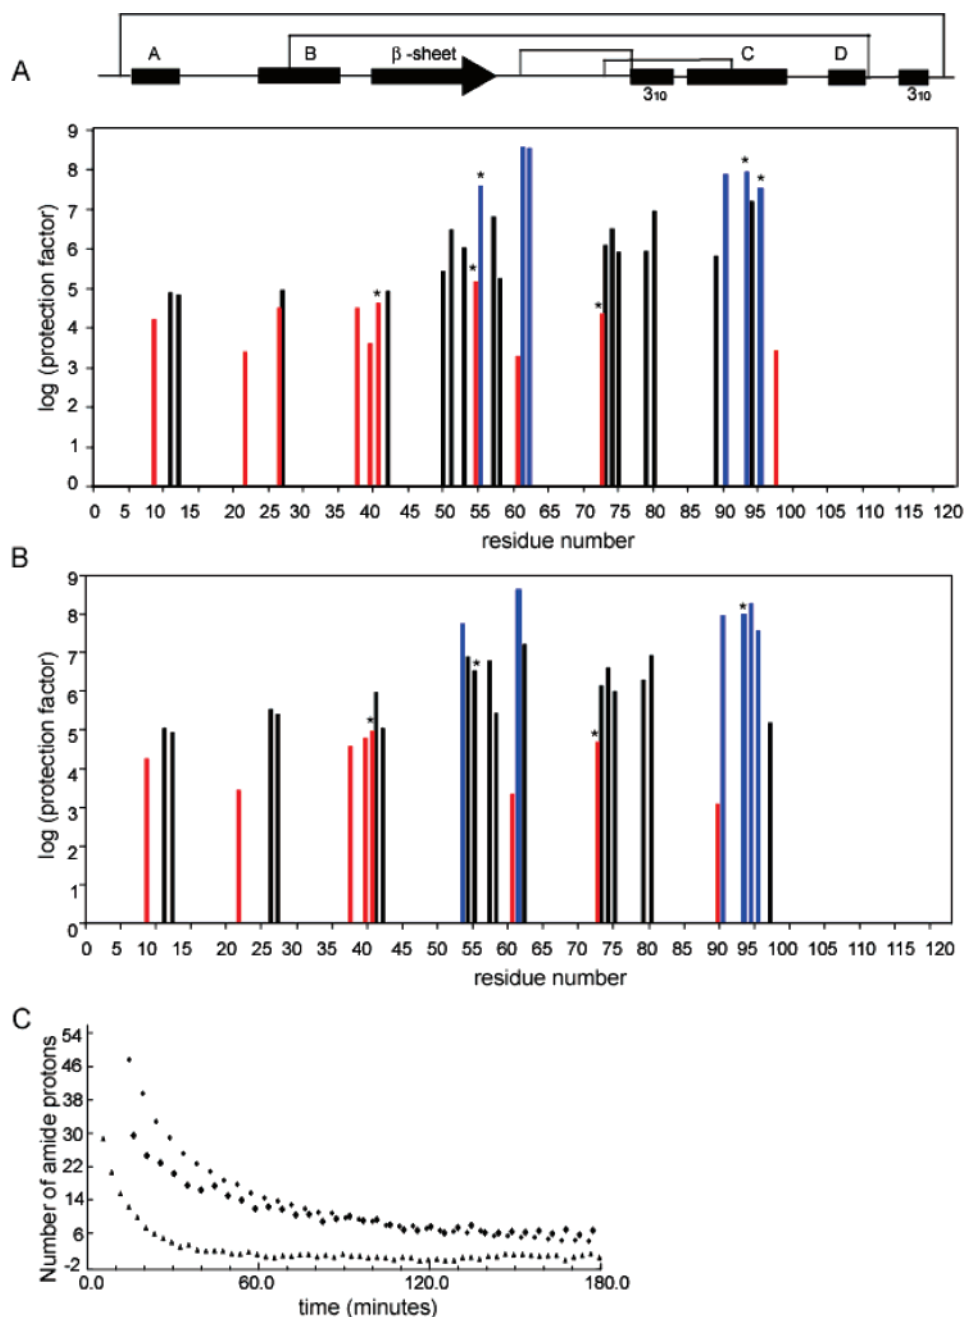 A
A B β -sheet C D
3₁₀ 3₁₀
log (protection factor)
9
8
7
6
5
4
3
2
1
0
* * * * * * *
0 5 10 15 20 25 30 35 40 45 50 55 60 65 70 75 80 85 90 95 100 105 110 115 120
residue number
B
log (protection factor)
9
8
7
6
5
4
3
2
1
0
* * * *
0 5 10 15 20 25 30 35 40 45 50 55 60 65 70 75 80 85 90 95 100 105 110 115 120
residue number
C
Number of amide protons
54
46
38
30
22
14
6
-2
0.0 60.0 120.0 180.0
time (minutes)